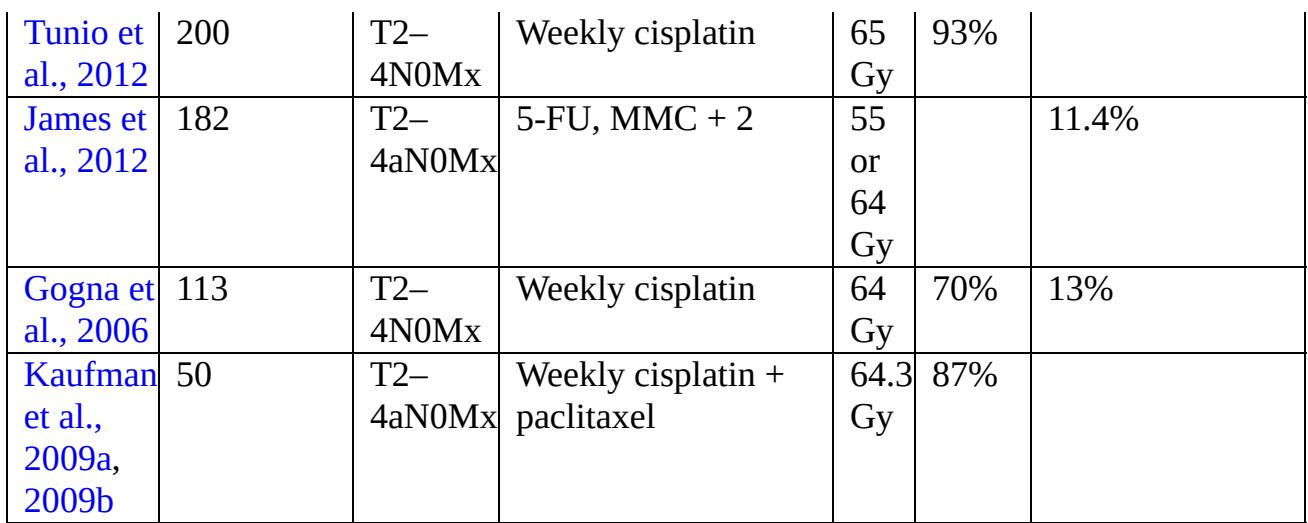 Tunio et 200 T2– Weekly cisplatin 65 93%
al., 2012 4N0Mx Gy
James et 182 T2– 5-FU, MMC + 2 55 11.4%
al., 2012 4aN0Mx or
64
Gy
Gogna et 113 T2– Weekly cisplatin 64 70% 13%
al., 2006 4N0Mx Gy
Kaufman 50 T2– Weekly cisplatin + 64.3 87%
et al., 4aN0Mx paclitaxel Gy
2009a,
2009b